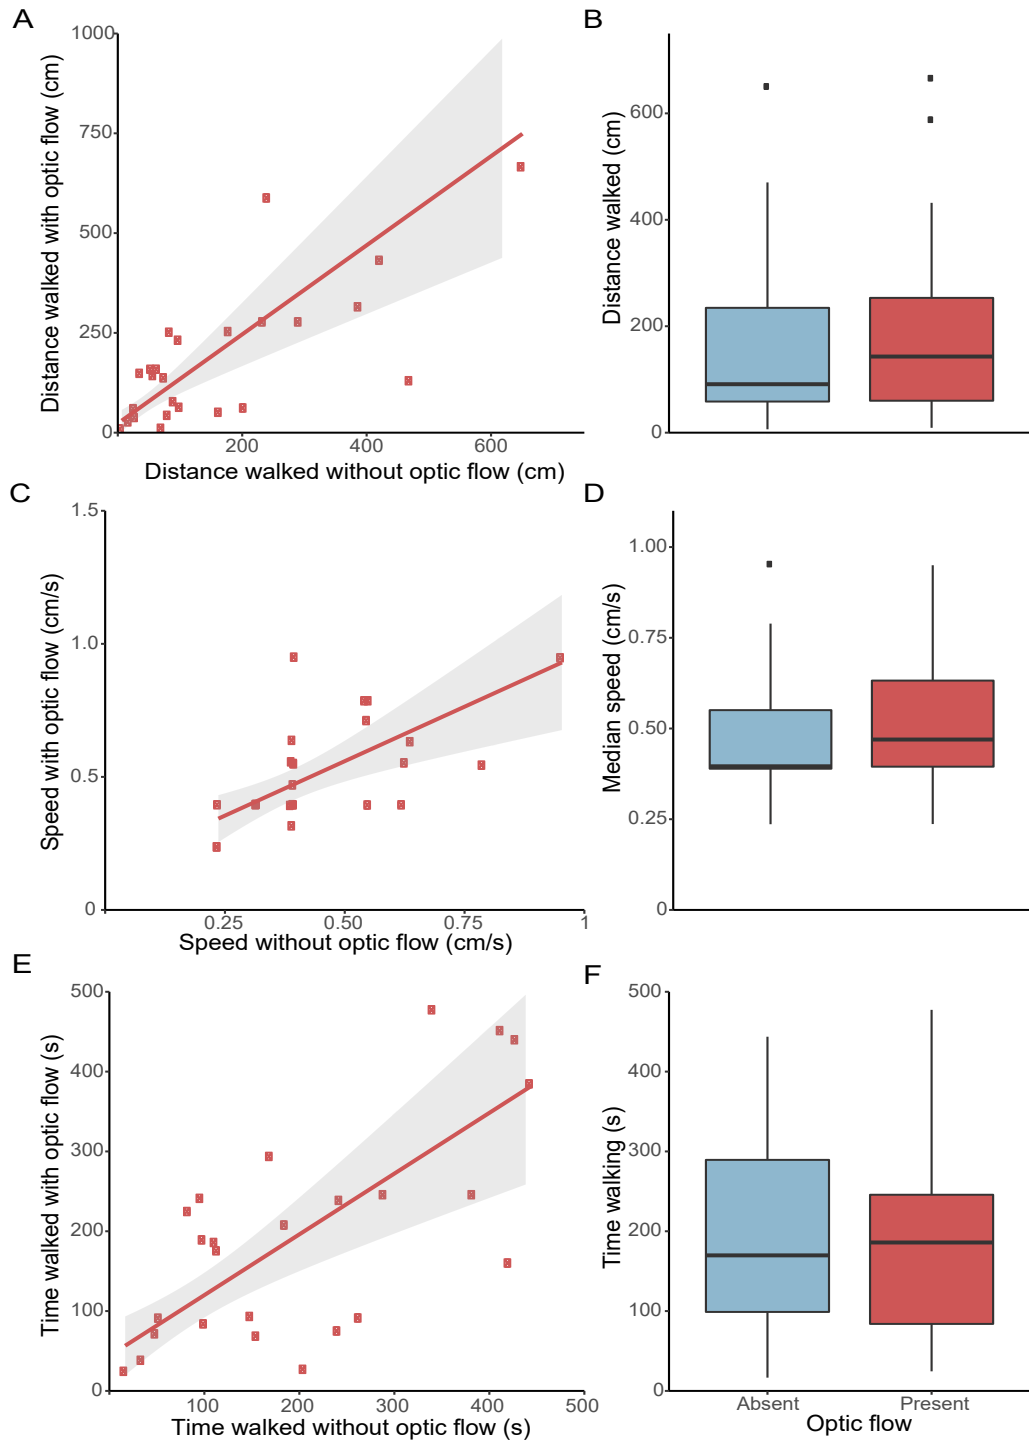 A
Distance walked with optic flow (cm)
1000
750
500
250
0
0
200
400
600
Distance walked without optic flow (cm)
B
Distance walked (cm)
600
400
200
0
C
Speed with optic flow (cm/s)
1.5
1.0
0.5
0
0.25
0.50
0.75
1
Speed without optic flow (cm/s)
D
Median speed (cm/s)
1.00
0.75
0.50
0.25
0
E
Time walked with optic flow (s)
500
400
300
200
100
0
100
200
300
400
500
Time walked without optic flow (s)
F
Time walking (s)
500
400
300
200
100
0
Absent
Present
Optic flow